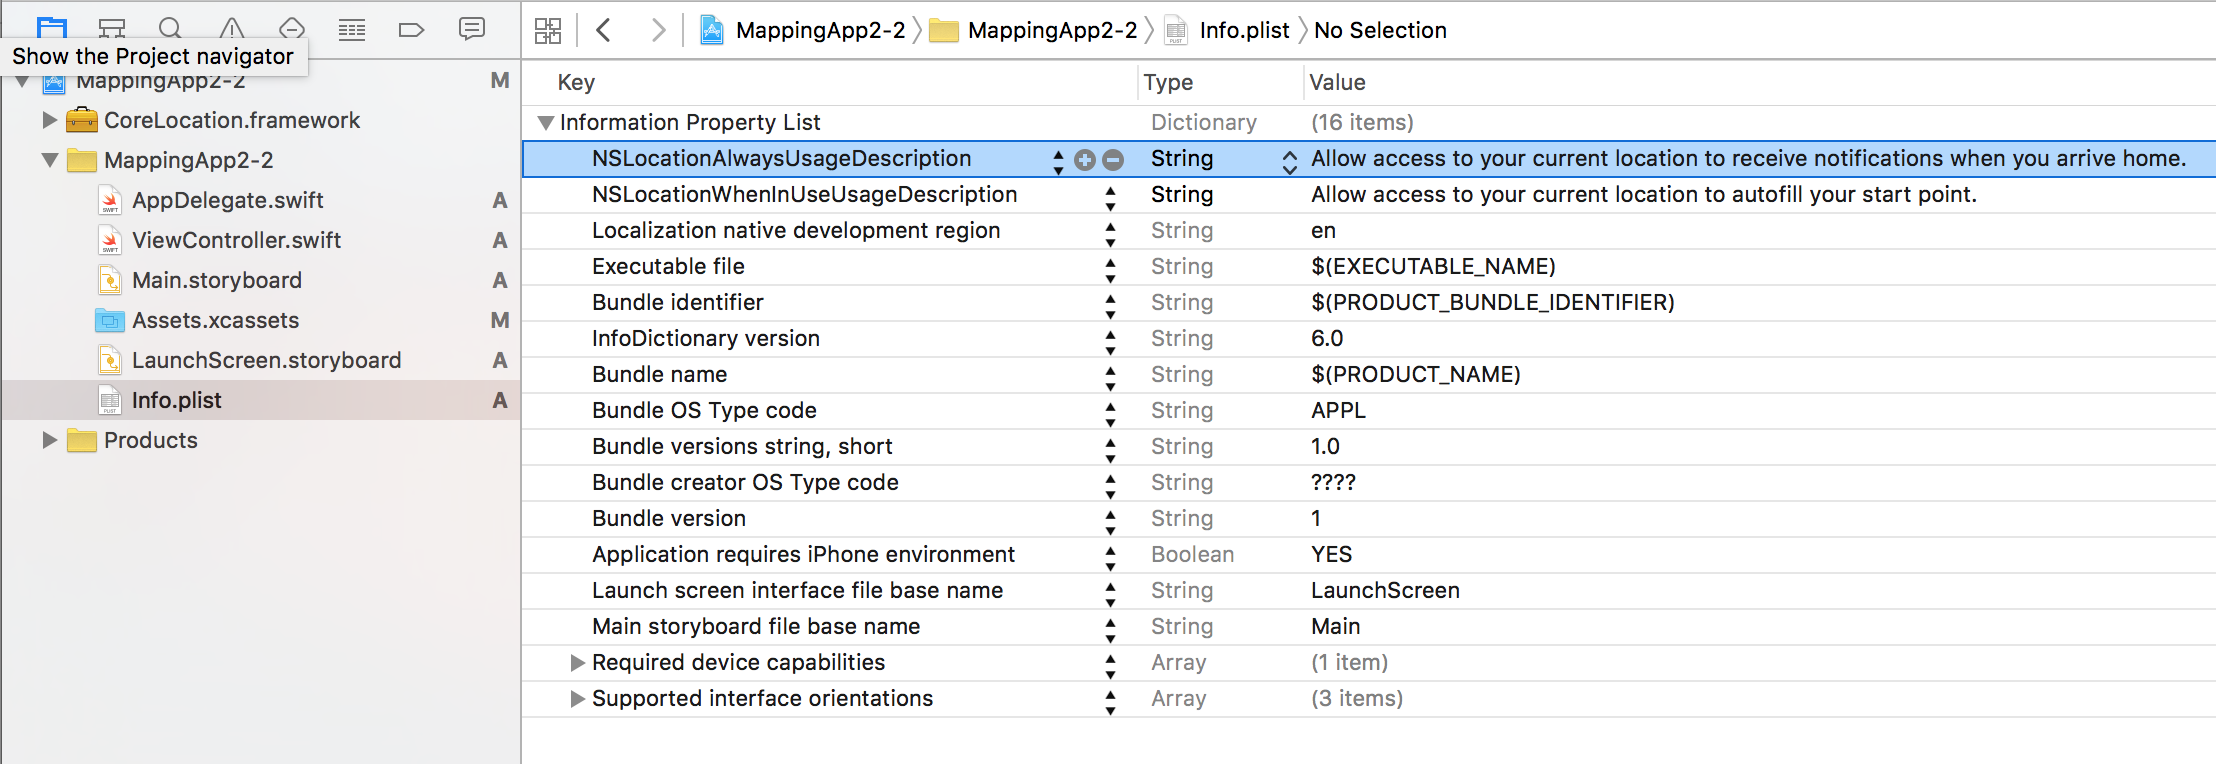 MappingApp2-2 MappingApp2-2 Info.plist No Selection
Show the Project navigator
MappingApp2-2 M
CoreLocation.framework
MappingApp2-2
AppDelegate.swift A
ViewController.swift A
Main.storyboard A
Assets.xcassets M
LaunchScreen.storyboard A
Info.plist A
Products
Key Type Value
Information Property List Dictionary (16 items)
NSLocationAlwaysUsageDescription String Allow access to your current location to receive notifications when you arrive home.
NSLocationWhenInUseUsageDescription String Allow access to your current location to autofill your start point.
Localization native development region String en
Executable file String $(EXECUTABLE_NAME)
Bundle identifier String $(PRODUCT_BUNDLE_IDENTIFIER)
InfoDictionary version String 6.0
Bundle name String $(PRODUCT_NAME)
Bundle OS Type code String APPL
Bundle versions string, short String 1.0
Bundle creator OS Type code String ????
Bundle version String 1
Application requires iPhone environment Boolean YES
Launch screen interface file base name String LaunchScreen
Main storyboard file base name String Main
Required device capabilities Array (1 item)
Supported interface orientations Array (3 items)